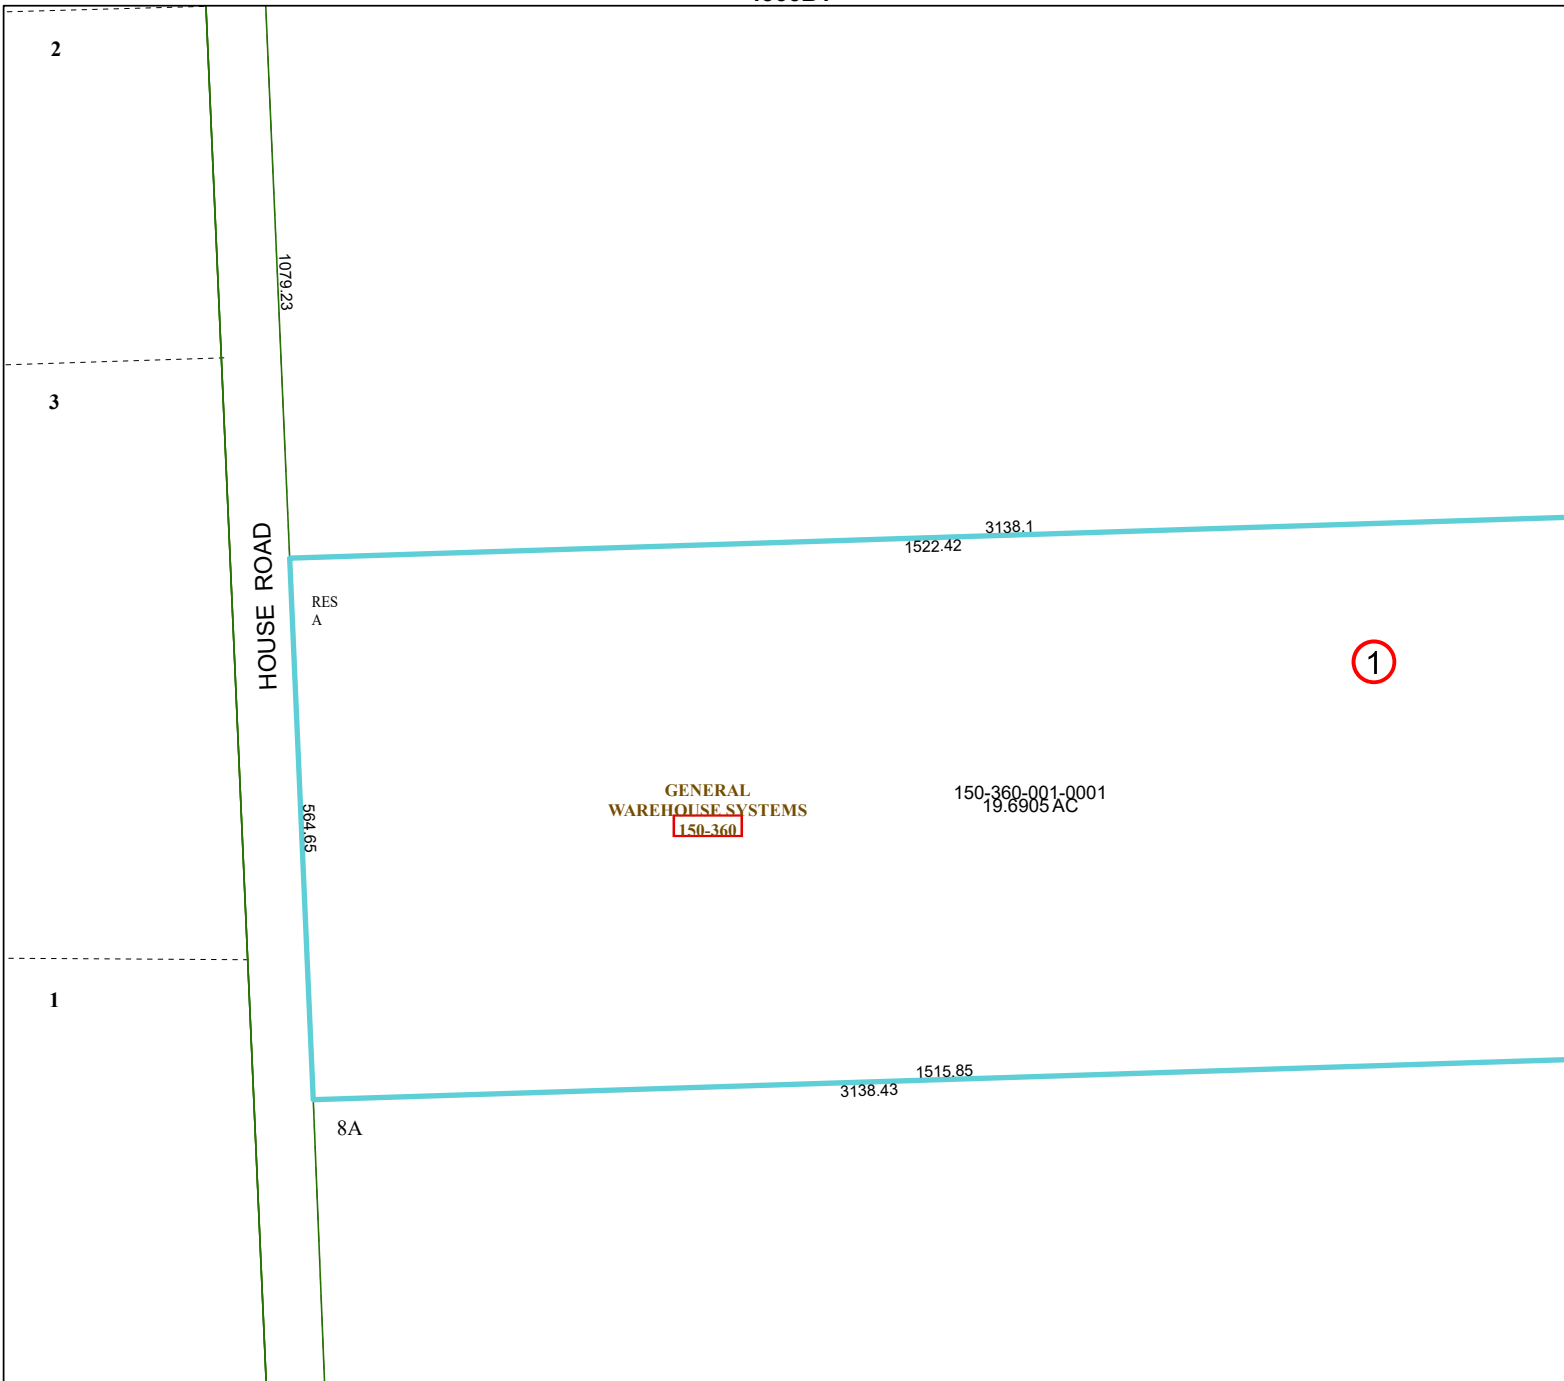 2
1079.23
3
3138.1
1522.42
HOUSE ROAD
RES
A
1
GENERAL
WAREHOUSE SYSTEMS
150-360
150-360-001-0001
19.6905 AC
564.65
1
1515.85
3138.43
8A